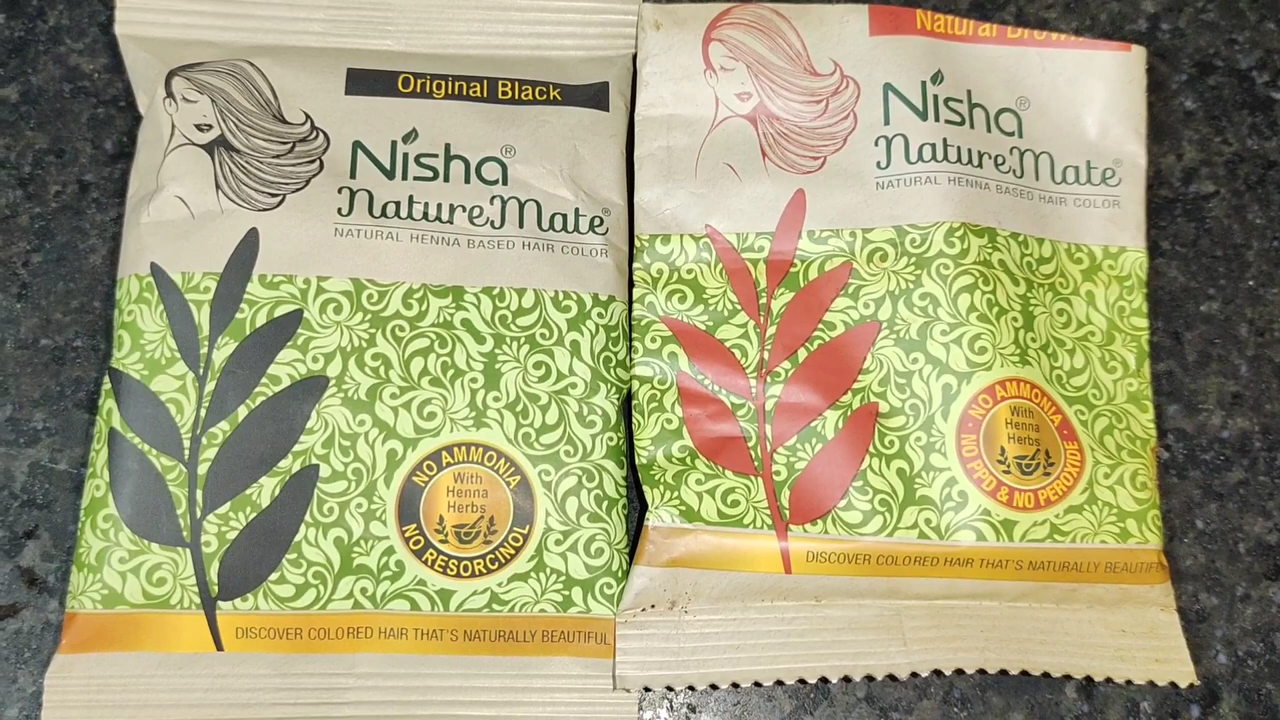 Original Black
Nisha®
NatureMate®
NATURAL HENNA BASED HAIR COLOR
NO AMMONIA
With
Henna
Herbs
NO RESORCINOL
DISCOVER COLORED HAIR THAT'S NATURALLY BEAUTIFUL
Natural Brown
Nisha®
NatureMate®
NATURAL HENNA BASED HAIR COLOR
· NO AMMONIA ·
With
Henna
Herbs
NO PPD & NO PEROXIDE
DISCOVER COLORED HAIR THAT'S NATURALLY BEAUTIFUL